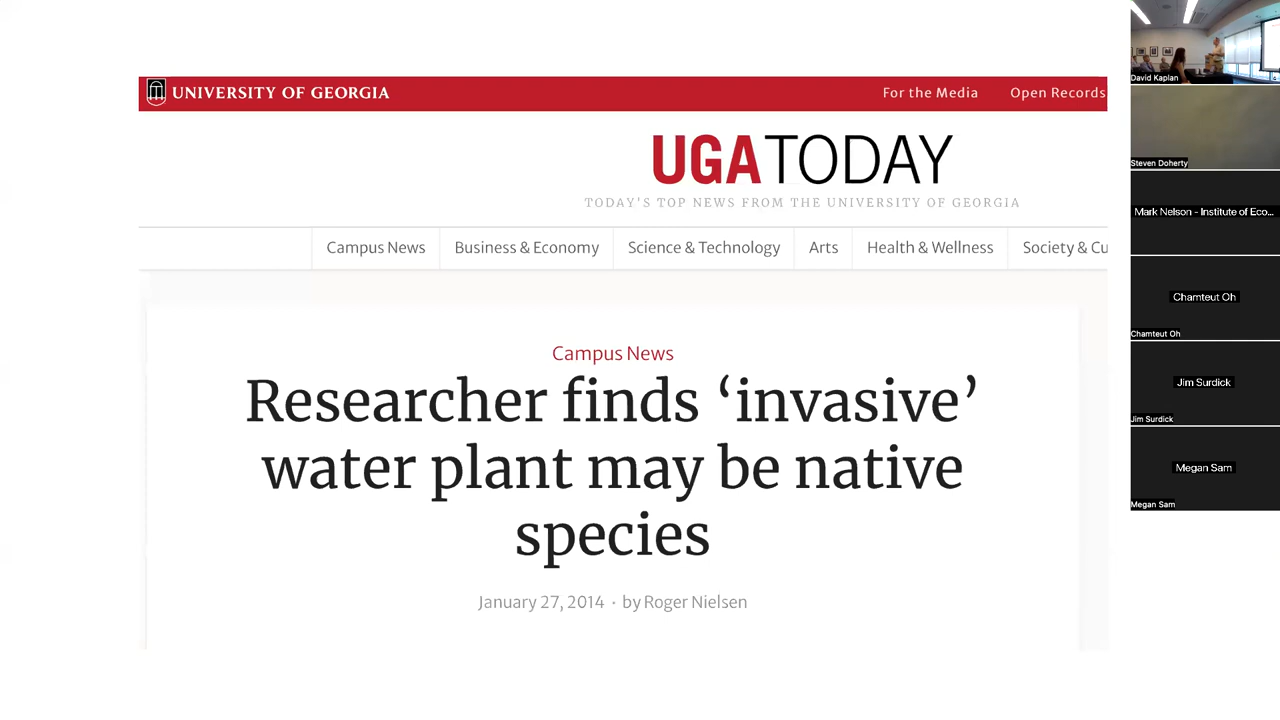 UNIVERSITY OF GEORGIA
For the Media
Open Records
UGATODAY
TODAY'S TOP NEWS FROM THE UNIVERSITY OF GEORGIA
Campus News
Business & Economy
Science & Technology
Arts
Health & Wellness
Society & Cu
Campus News
Researcher finds ‘invasive’
water plant may be native
species
January 27, 2014 · by Roger Nielsen
David Kaplan
Steven Doherty
Mark Nelson - Institute of Eco...
Chamteut Oh
Chamteut Oh
Jim Surdick
Jim Surdick
Megan Sam
Megan Sam